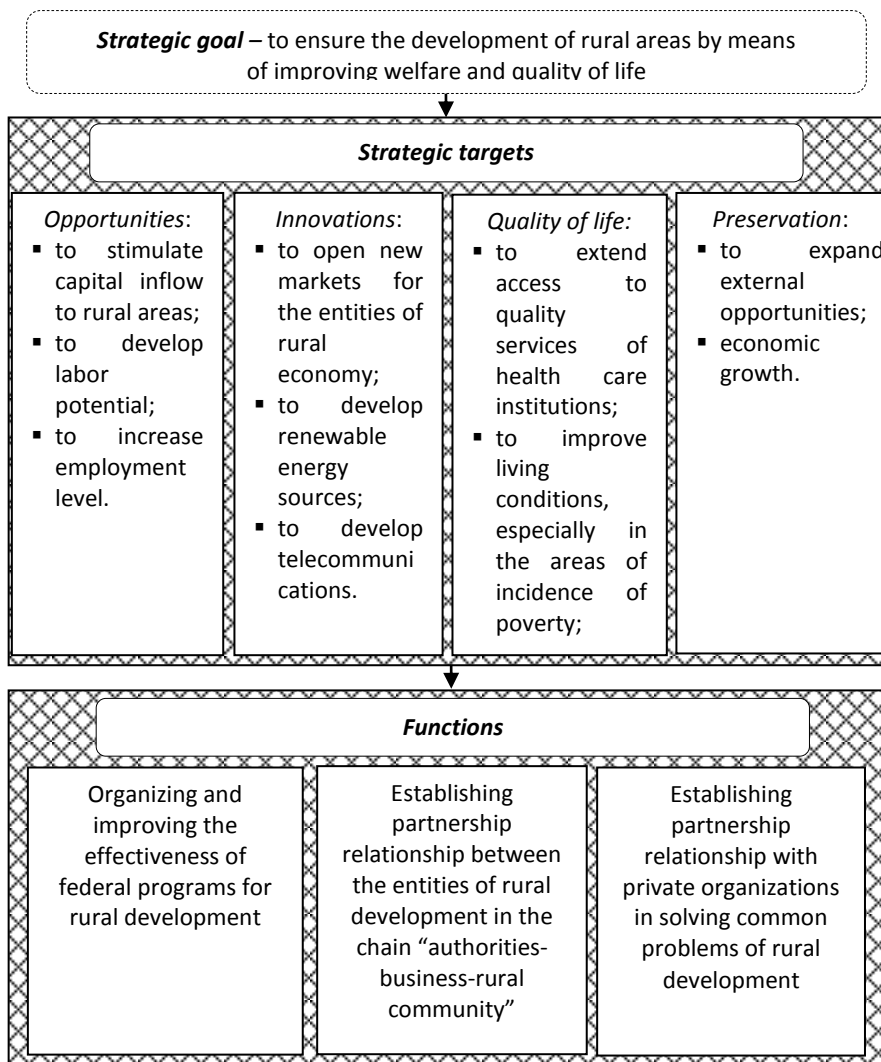 Strategic goal – to ensure the development of rural areas by means
of improving welfare and quality of life
Strategic targets
Opportunities:
▪ to stimulate
capital inflow
to rural areas;
▪ to develop
labor
potential;
▪ to increase
employment
level.
Innovations:
▪ to open new
markets for
the entities of
rural
economy;
▪ to develop
renewable
energy
sources;
▪ to develop
telecommuni
cations.
Quality of life:
▪ to extend
access to
quality
services of
health care
institutions;
▪ to improve
living
conditions,
especially in
the areas of
incidence of
poverty;
Preservation:
▪ to expand
external
opportunities;
▪ economic
growth.
Functions
Organizing and
improving the
effectiveness of
federal programs for
rural development
Establishing
partnership
relationship between
the entities of rural
development in the
chain “authorities-
business-rural
community”
Establishing
partnership
relationship with
private organizations
in solving common
problems of rural
development